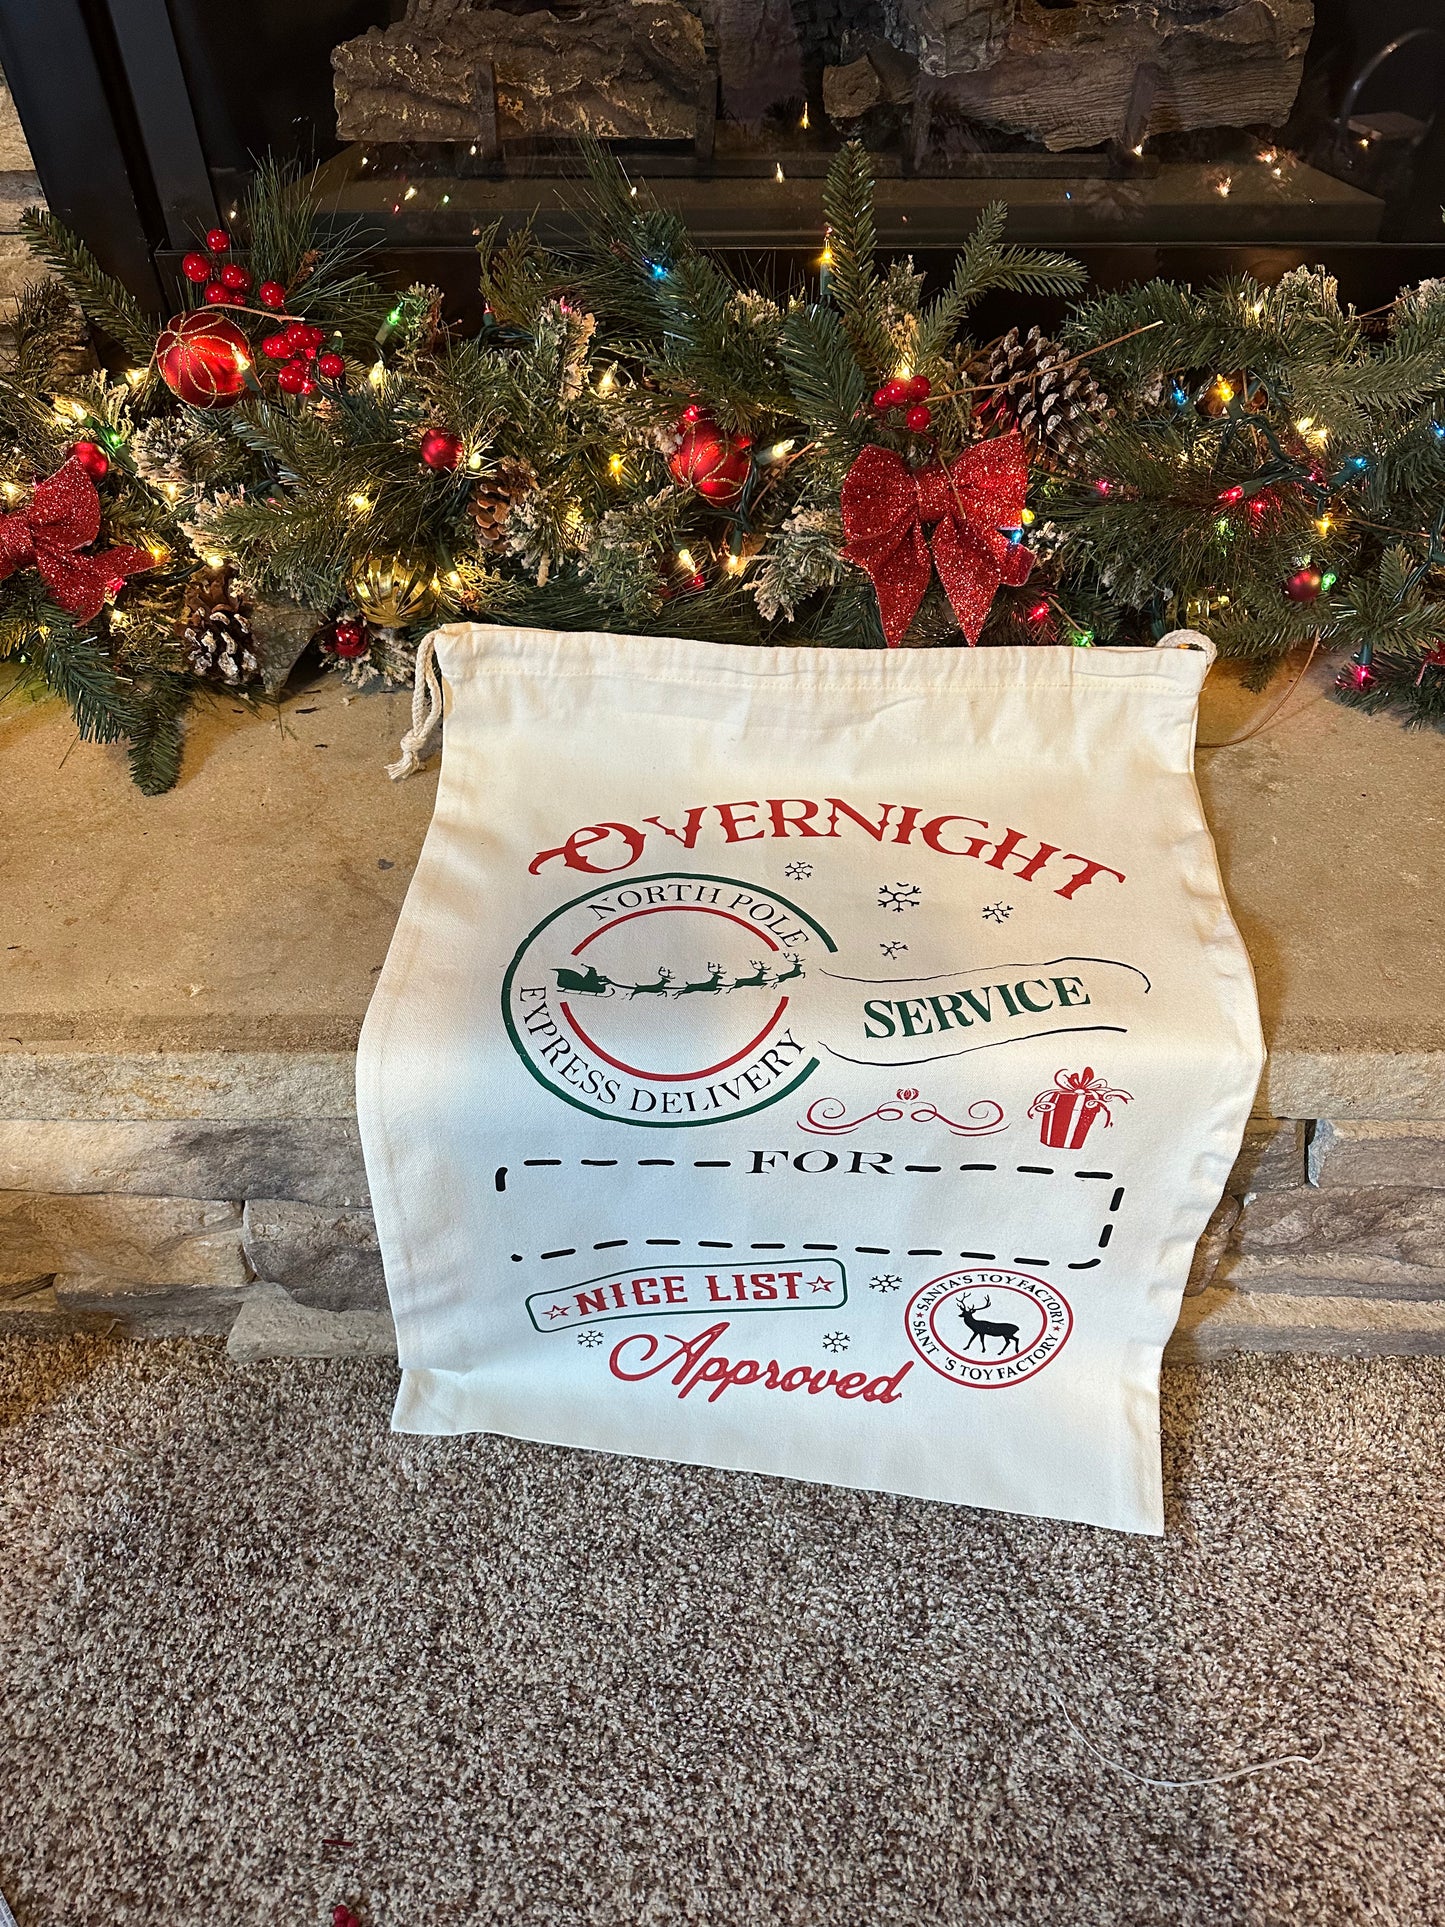 OVERNIGHT
NORTH POLE
EXPRESS DELIVERY
SERVICE
FOR
NICE LIST
Approved
SANTA'S TOY FACTORY
SANT 'S TOY FACTORY